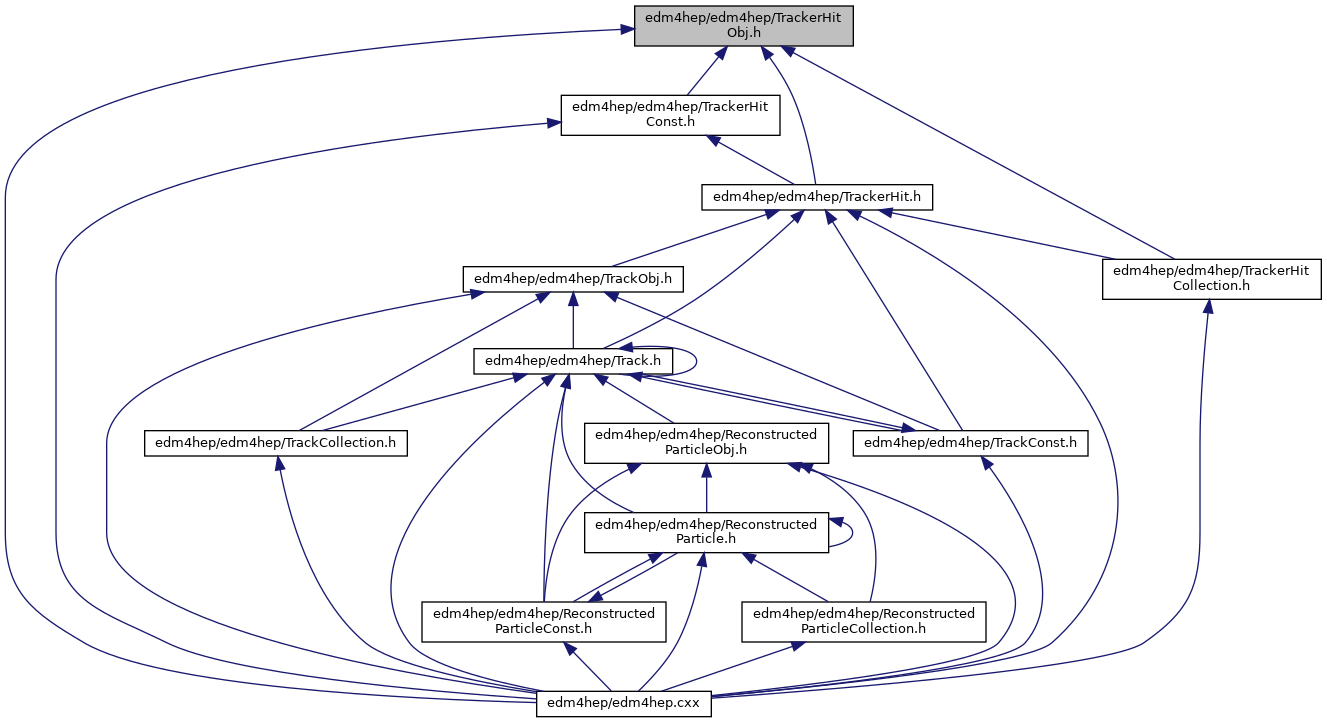 edm4hep/edm4hep/TrackerHit
Obj.h
edm4hep/edm4hep/TrackerHit
Const.h
edm4hep/edm4hep/TrackerHit.h
edm4hep/edm4hep/TrackObj.h
edm4hep/edm4hep/TrackerHit
Collection.h
edm4hep/edm4hep/Track.h
edm4hep/edm4hep/TrackCollection.h
edm4hep/edm4hep/Reconstructed
ParticleObj.h
edm4hep/edm4hep/TrackConst.h
edm4hep/edm4hep/Reconstructed
Particle.h
edm4hep/edm4hep/Reconstructed
ParticleConst.h
edm4hep/edm4hep/Reconstructed
ParticleCollection.h
edm4hep/edm4hep.cxx